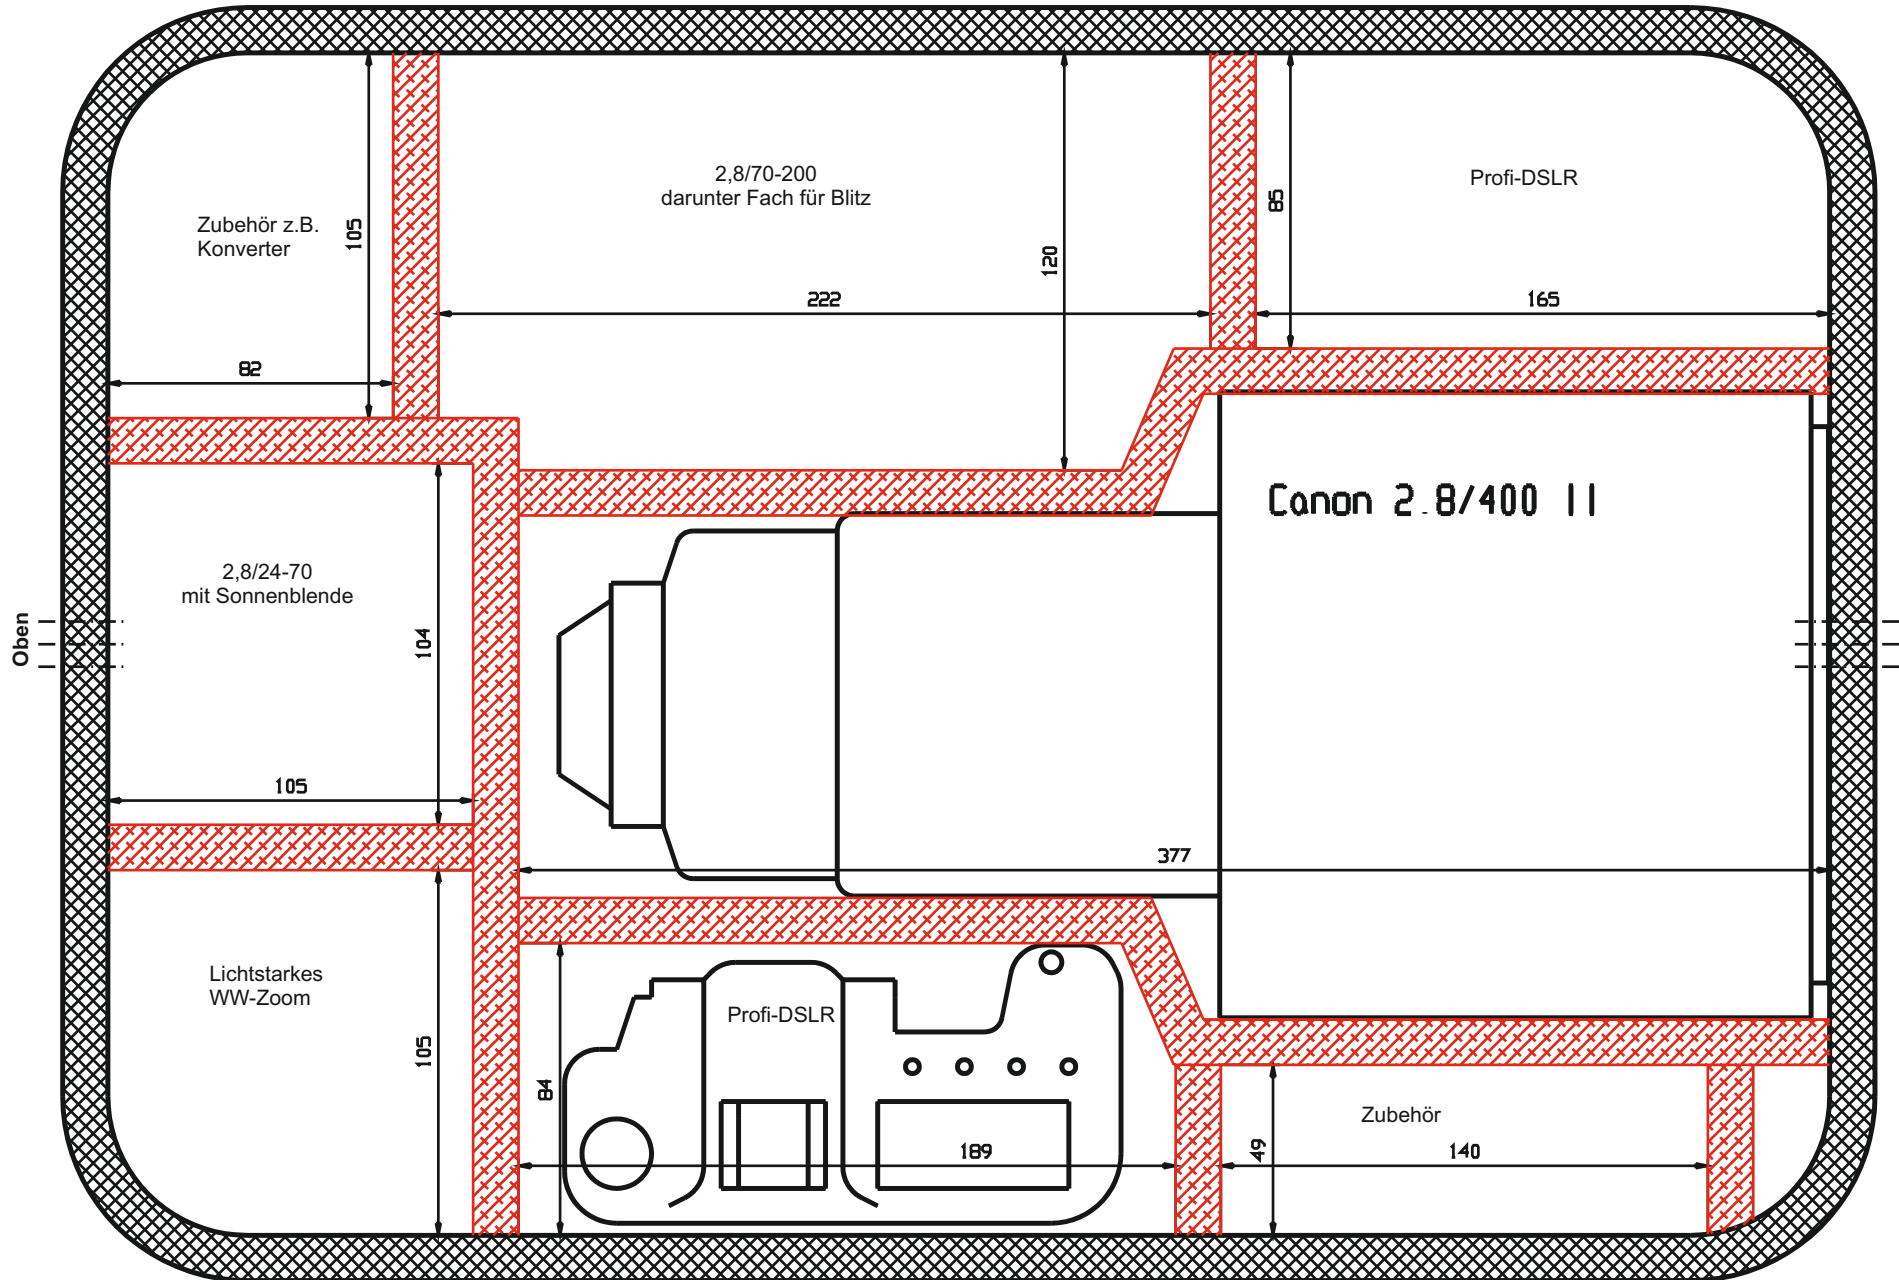 2,8/70-200
darunter Fach für Blitz
Profi-DSLR
Zubehör z.B.
Konverter
105
120
85
222
165
82
Canon 2.8/400 II
2,8/24-70
mit Sonnenblende
Oben
104
105
377
Lichtstarkes
WW-Zoom
Profi-DSLR
105
84
189
Zubehör
49
140